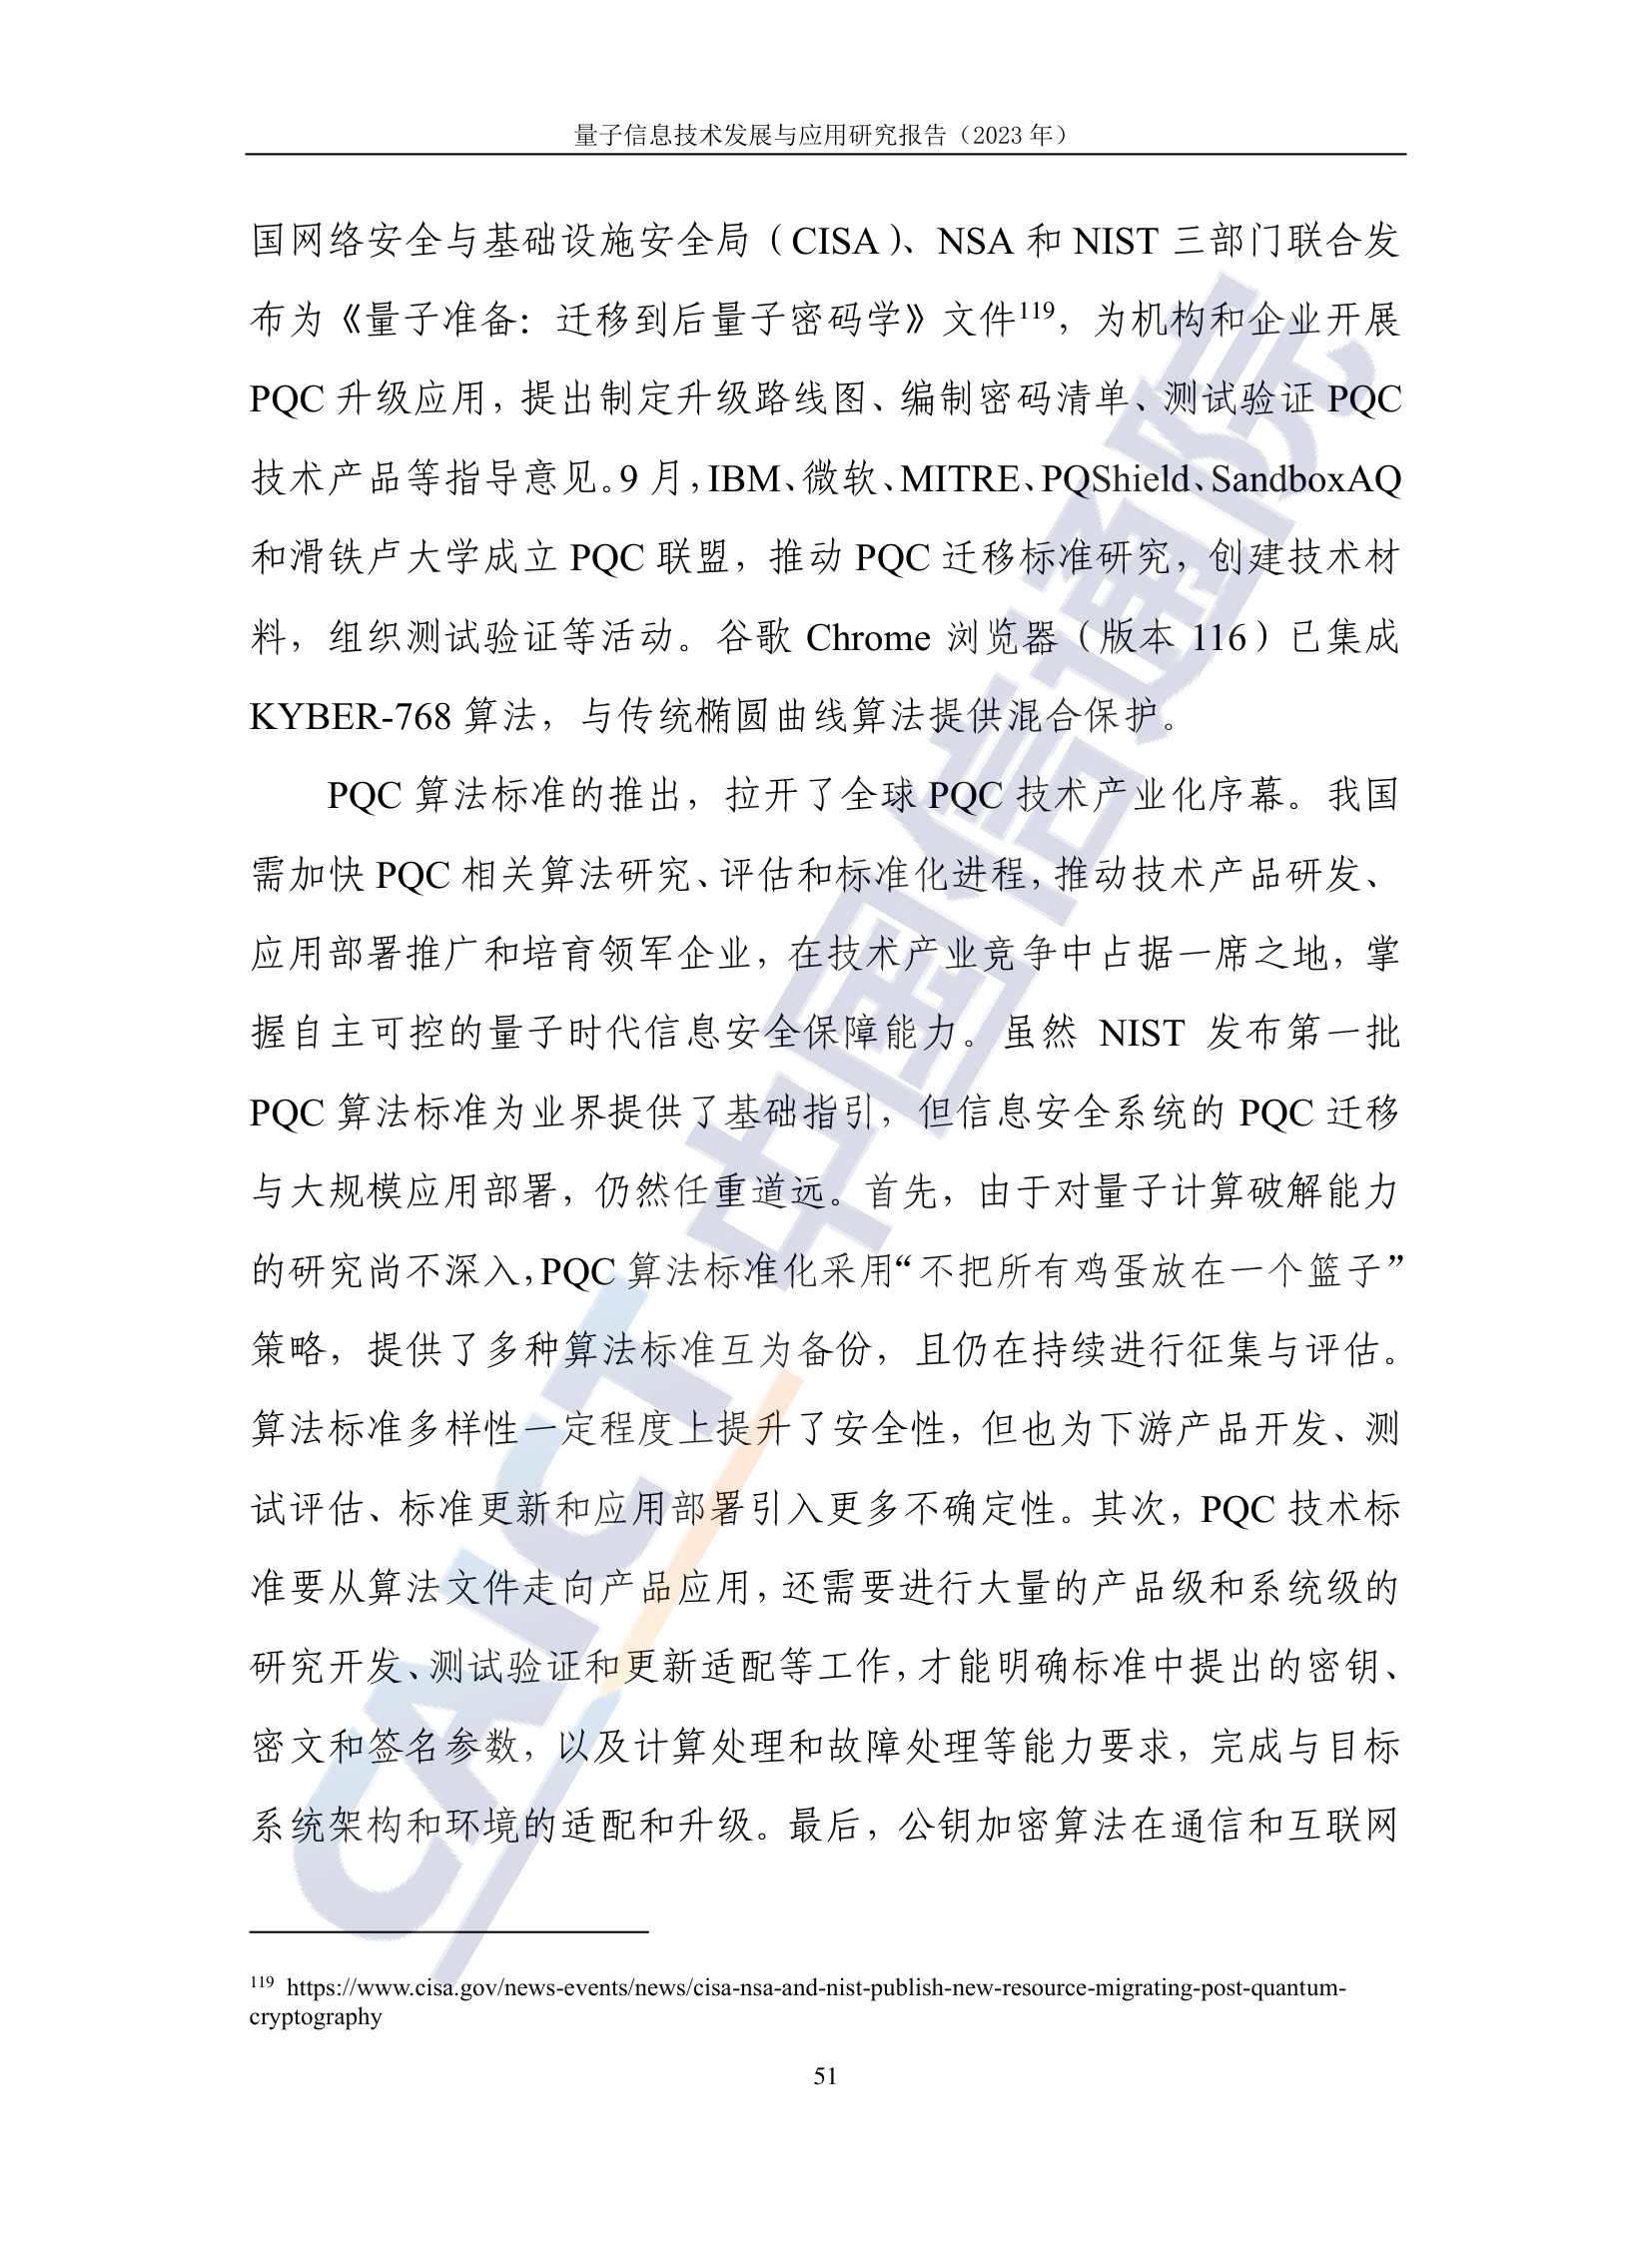 量子信息技术发展与应用研究报告（2023 年）
国网络安全与基础设施安全局（CISA）、NSA 和 NIST 三部门联合发
布为《量子准备：迁移到后量子密码学》文件119，为机构和企业开展
PQC 升级应用，提出制定升级路线图、编制密码清单、测试验证 PQC
技术产品等指导意见。9 月，IBM、微软、MITRE、PQShield、SandboxAQ
和滑铁卢大学成立 PQC 联盟，推动 PQC 迁移标准研究，创建技术材
料，组织测试验证等活动。谷歌 Chrome 浏览器（版本 116）已集成
KYBER-768 算法，与传统椭圆曲线算法提供混合保护。
PQC 算法标准的推出，拉开了全球 PQC 技术产业化序幕。我国
需加快 PQC 相关算法研究、评估和标准化进程，推动技术产品研发、
应用部署推广和培育领军企业，在技术产业竞争中占据一席之地，掌
握自主可控的量子时代信息安全保障能力。虽然 NIST 发布第一批
PQC 算法标准为业界提供了基础指引，但信息安全系统的 PQC 迁移
与大规模应用部署，仍然任重道远。首先，由于对量子计算破解能力
的研究尚不深入，PQC 算法标准化采用“不把所有鸡蛋放在一个篮子”
策略，提供了多种算法标准互为备份，且仍在持续进行征集与评估。
算法标准多样性一定程度上提升了安全性，但也为下游产品开发、测
试评估、标准更新和应用部署引入更多不确定性。其次，PQC 技术标
准要从算法文件走向产品应用，还需要进行大量的产品级和系统级的
研究开发、测试验证和更新适配等工作，才能明确标准中提出的密钥、
密文和签名参数，以及计算处理和故障处理等能力要求，完成与目标
系统架构和环境的适配和升级。最后，公钥加密算法在通信和互联网
119 https://www.cisa.gov/news-events/news/cisa-nsa-and-nist-publish-new-resource-migrating-post-quantum-
cryptography
51
CAICT 中国信通院